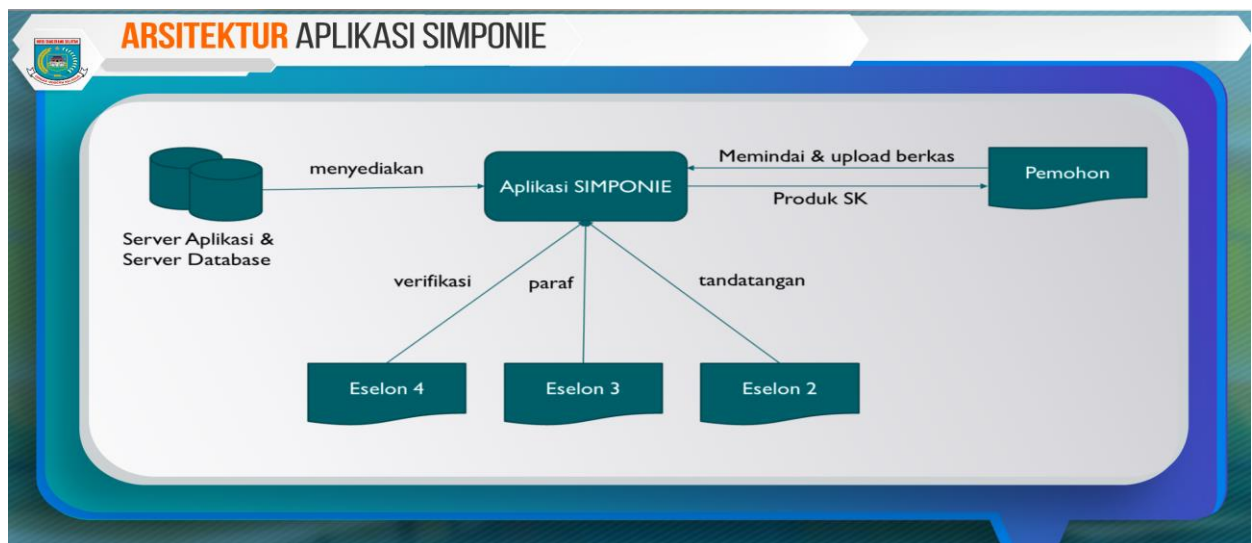 ARSITEKTUR APLIKASI SIMPONIE
menyediakan
Aplikasi SIMPONIE
Memindai & upload berkas
Produk SK
Pemohon
Server Aplikasi &
Server Database
verifikasi
paraf
tandatangan
Eselon 4
Eselon 3
Eselon 2